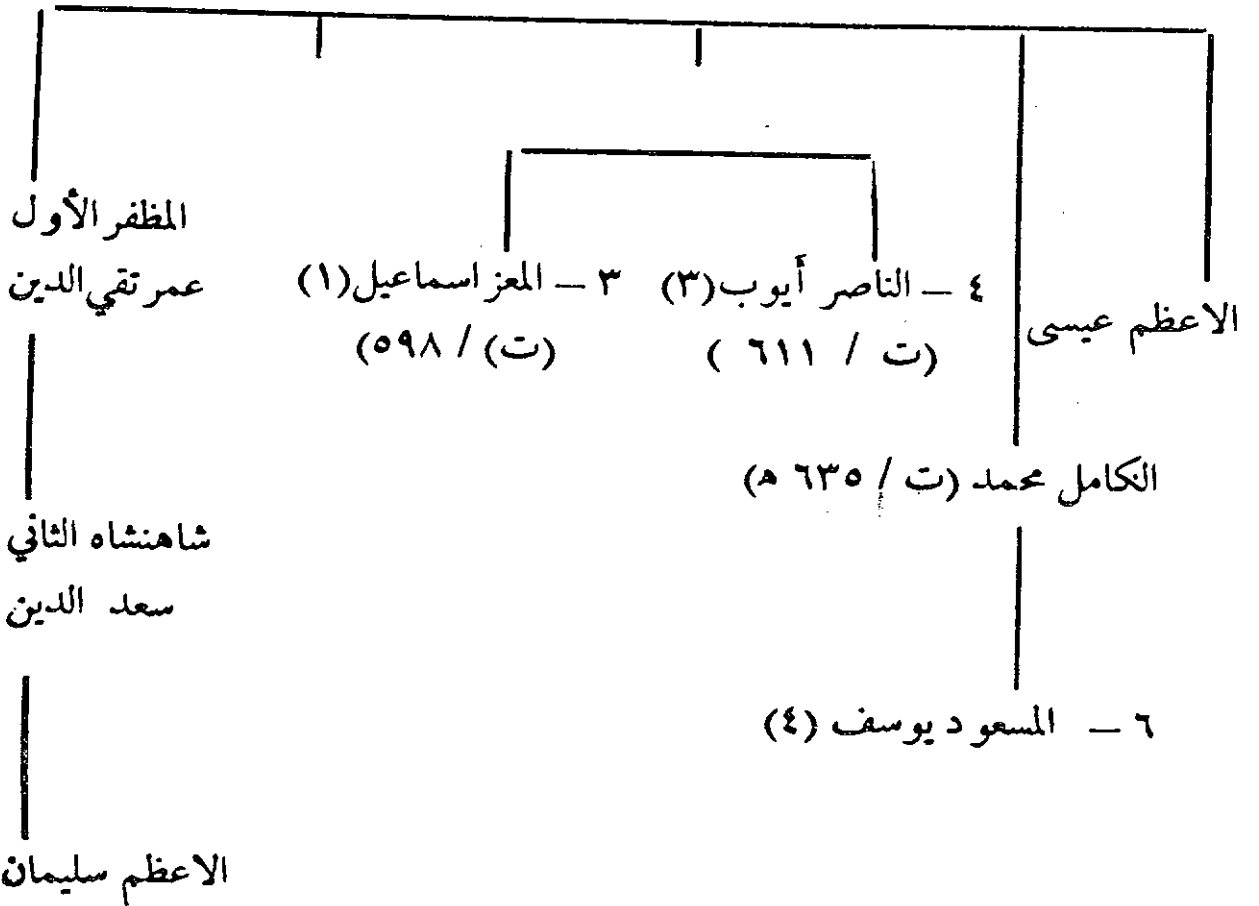 المظفر الأول
عمر تقي الدين
٤ – الناصر أيوب (٣)
(ت / ٦١١ )
٣ – المعز اسماعيل (١)
(ت) / ٥٩٨)
الاعظم عيسى
الكامل محمد (ت / ٦٣٥ ه)
شاهنشاه الثاني
سعد الدين
٦ – المسعود يوسف (٤)
الاعظم سليمان